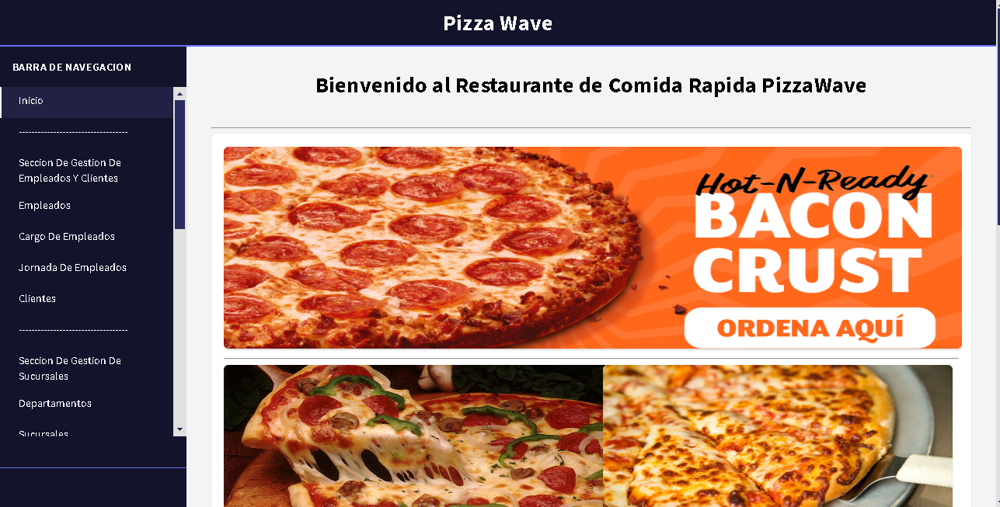 Pizza Wave
BARRA DE NAVEGACION
Inicio
-----------------------------------
Seccion De Gestion De
Empleados Y Clientes
Empleados
Cargo De Empleados
Jornada De Empleados
Clientes
-----------------------------------
Seccion De Gestion De
Sucursales
Departamentos
Sucursales
Bienvenido al Restaurante de Comida Rapida PizzaWave
Hot-N-Ready
BACON
CRUST
ORDENA AQUÍ